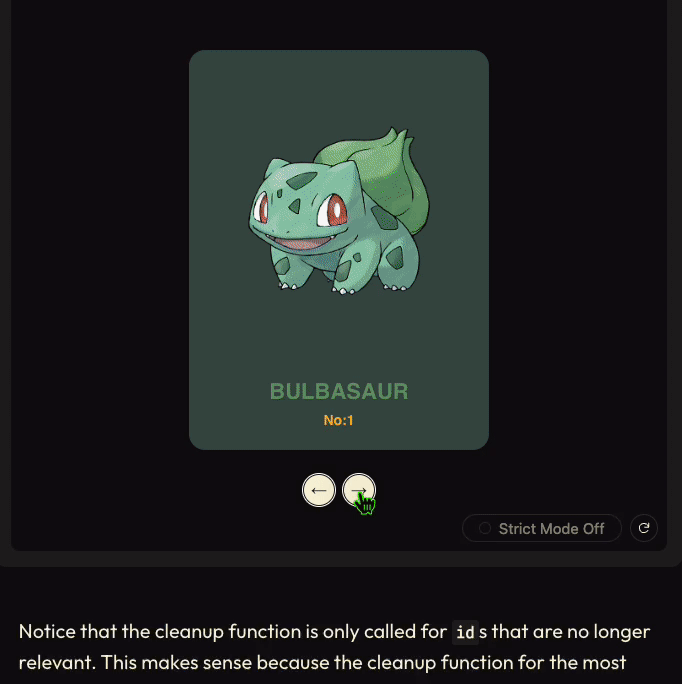 BULBASAUR
No:1
← →
Strict Mode Off
Notice that the cleanup function is only called for ids that are no longer
relevant. This makes sense because the cleanup function for the most